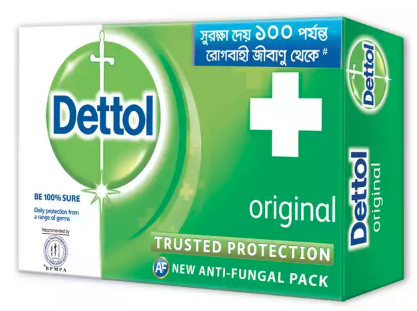 সুরক্ষা দেয় ১০০ পর্যন্ত
রোগবাহী জীবাণু থেকে #
Dettol
BE 100% SURE
Daily protection from
a range of germs
Recommended by
BPMPA
original
TRUSTED PROTECTION
AF NEW ANTI-FUNGAL PACK
Dettol
original
Dettol